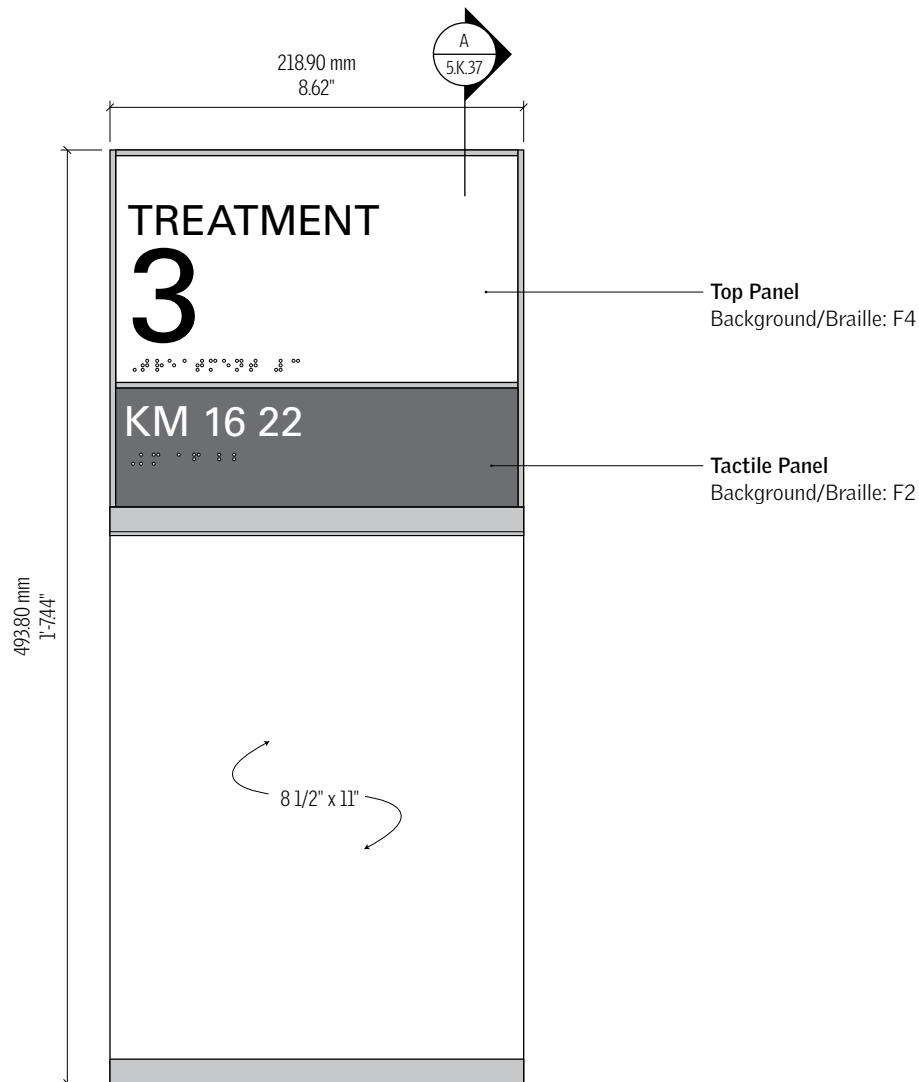 A
5.K.37
218.90 mm
8.62"
TREATMENT
3
Top Panel
Background/Braille: F4
KM 16 22
Tactile Panel
Background/Braille: F2
493.80 mm
1'-7.44"
8 1/2" x 11"